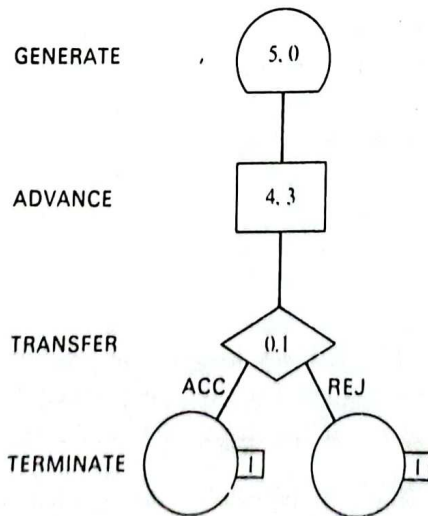 GENERATE 5, 0
ADVANCE 4, 3
TRANSFER 0.1
ACC REJ
TERMINATE 1 1